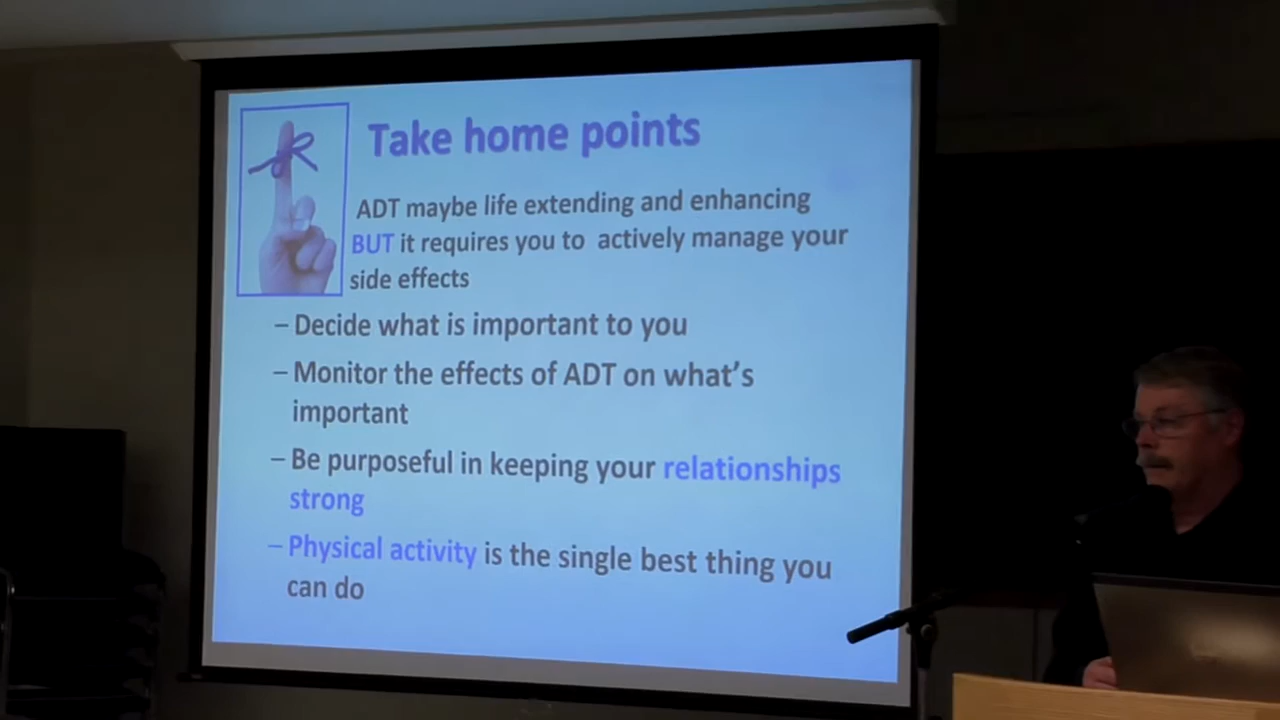 Take home points
ADT maybe life extending and enhancing
BUT it requires you to actively manage your
side effects
– Decide what is important to you
– Monitor the effects of ADT on what's
important
– Be purposeful in keeping your relationships
strong
– Physical activity is the single best thing you
can do